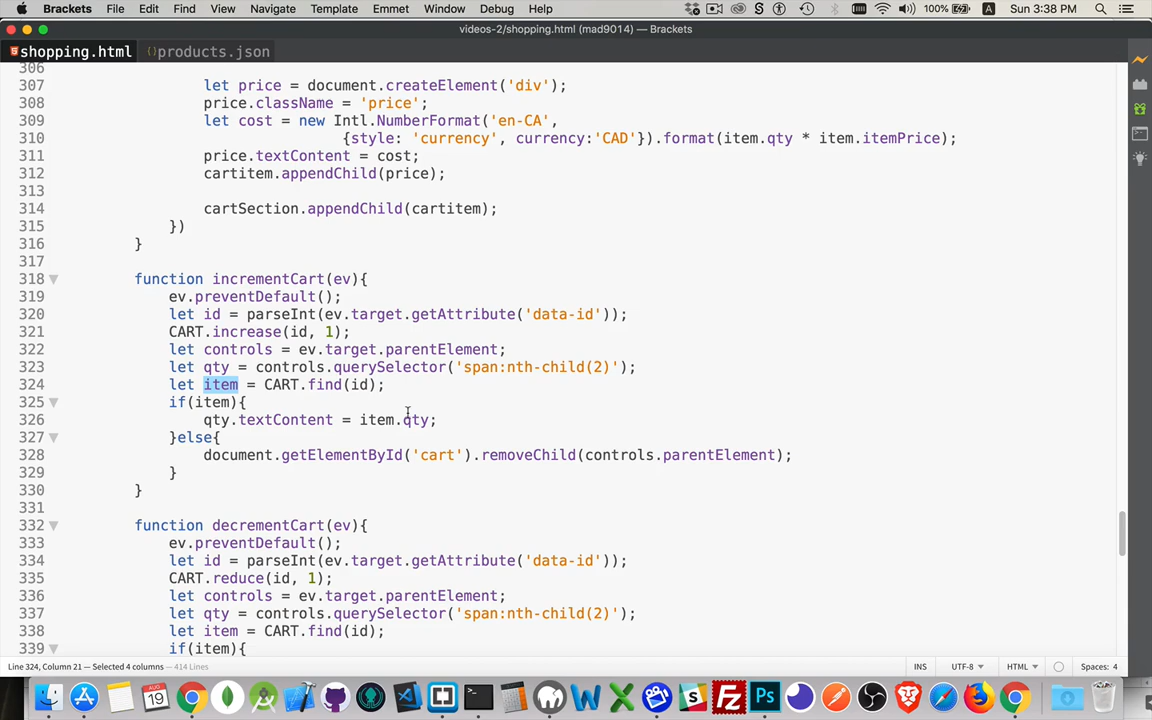 Brackets File Edit Find View Navigate Template Emmet Window Debug Help 100% A Sun 3:38 PM
videos-2/shopping.html (mad9014) — Brackets
shopping.html products.json
306
307 let price = document.createElement('div');
308 price.className = 'price';
309 let cost = new Intl.NumberFormat('en-CA',
310 {style: 'currency', currency:'CAD'}).format(item.qty * item.itemPrice);
311 price.textContent = cost;
312 cartitem.appendChild(price);
313
314 cartSection.appendChild(cartitem);
315 })
316 }
317
318 function incrementCart(ev){
319 ev.preventDefault();
320 let id = parseInt(ev.target.getAttribute('data-id'));
321 CART.increase(id, 1);
322 let controls = ev.target.parentElement;
323 let qty = controls.querySelector('span:nth-child(2)');
324 let item = CART.find(id);
325 if(item){
326 qty.textContent = item.qty;
327 }else{
328 document.getElementById('cart').removeChild(controls.parentElement);
329 }
330 }
331
332 function decrementCart(ev){
333 ev.preventDefault();
334 let id = parseInt(ev.target.getAttribute('data-id'));
335 CART.reduce(id, 1);
336 let controls = ev.target.parentElement;
337 let qty = controls.querySelector('span:nth-child(2)');
338 let item = CART.find(id);
339 if(item){
Line 324, Column 21 — Selected 4 columns — 414 Lines INS UTF-8 HTML Spaces: 4